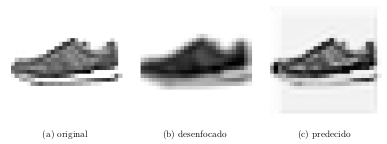 (a) original
(b) desenfocado
(c) predecido